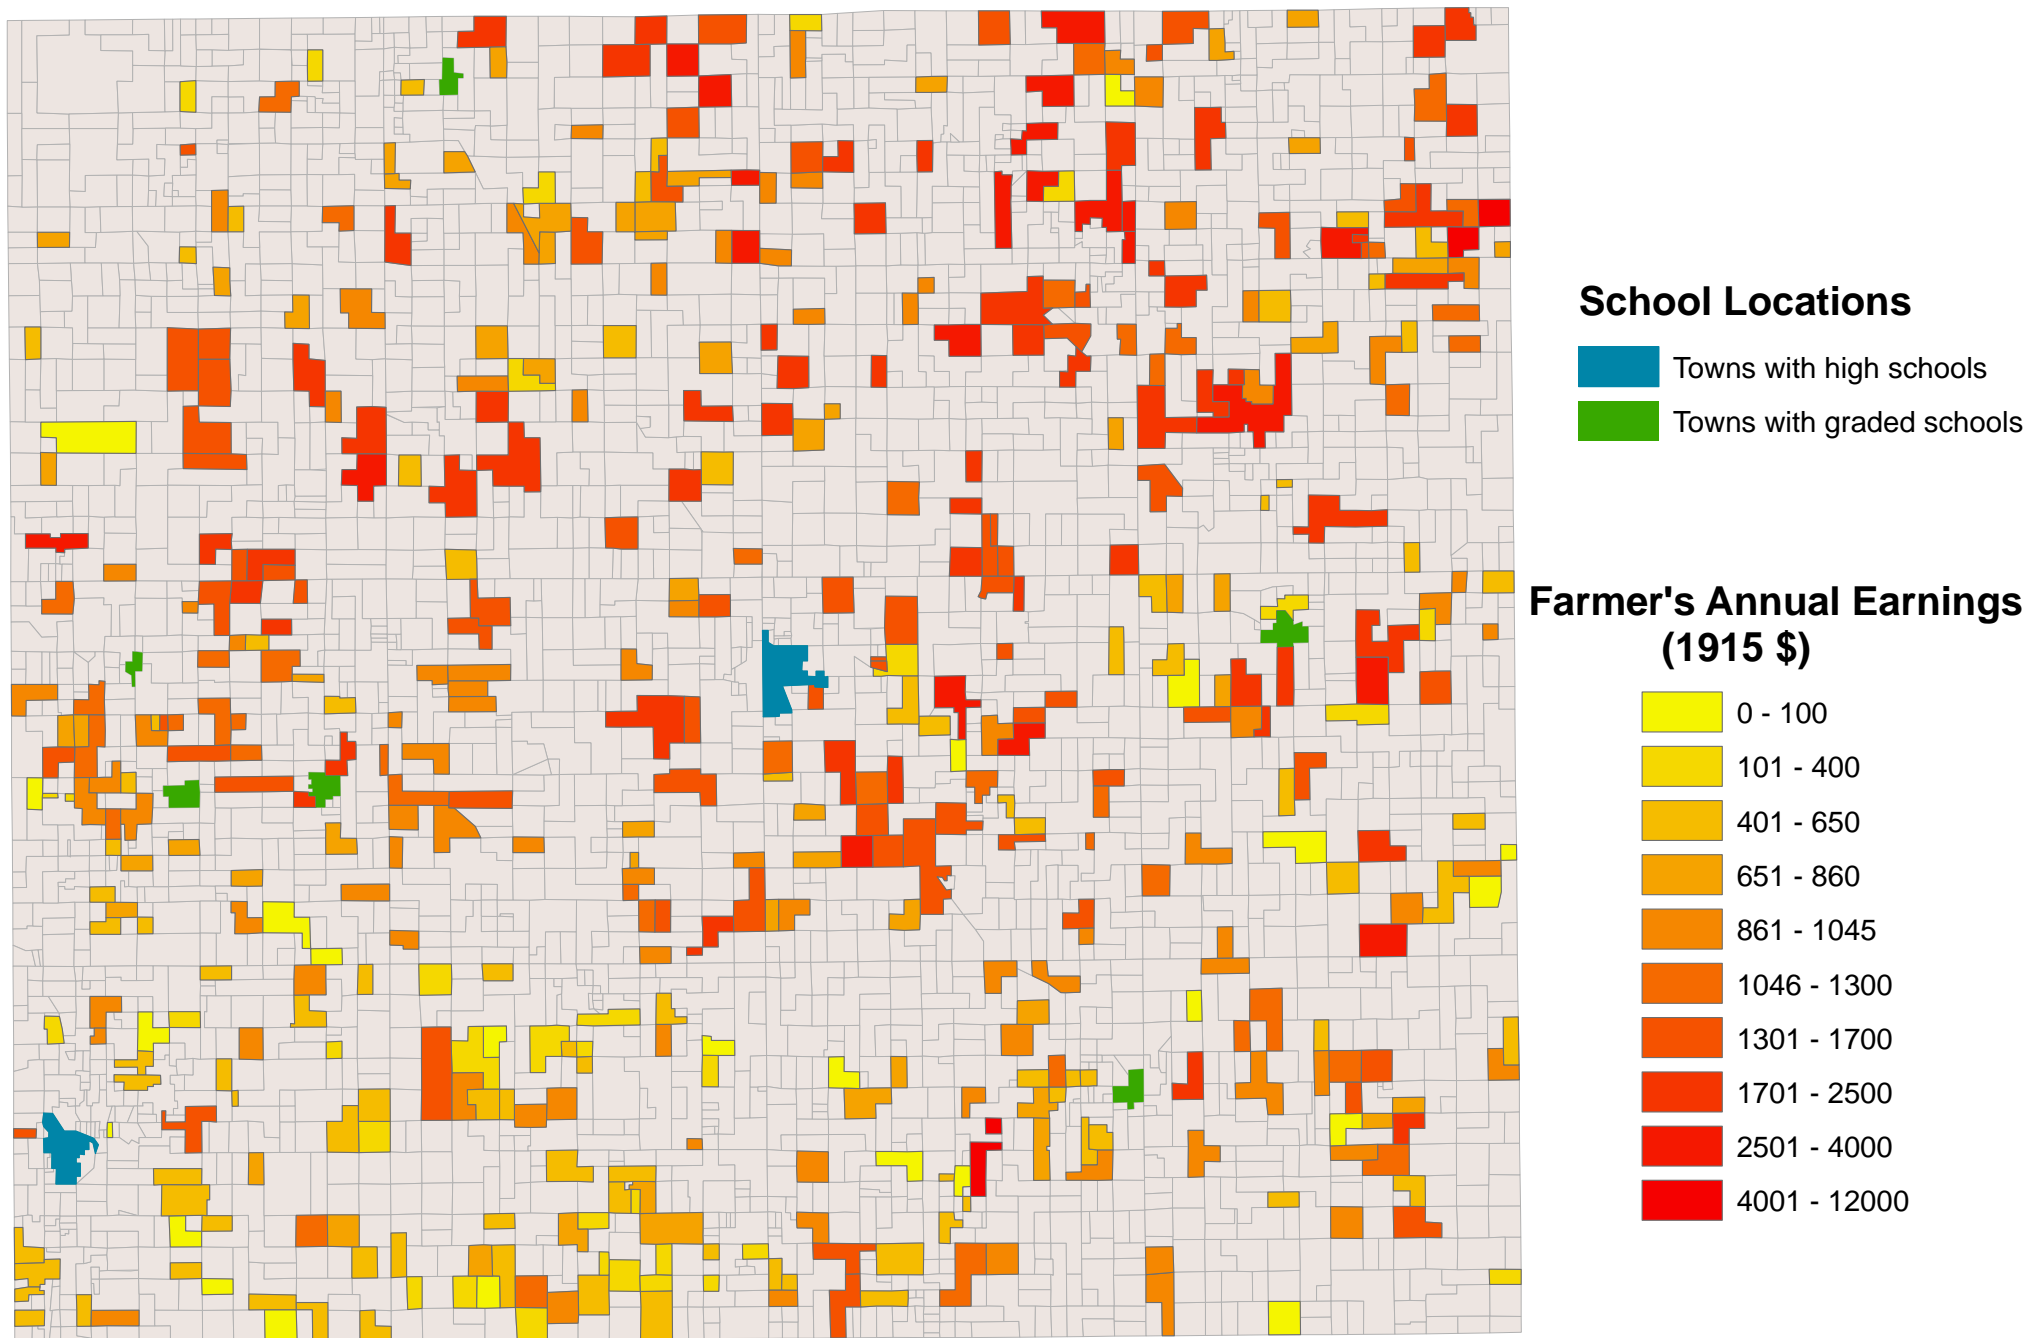 School Locations
Towns with high schools
Towns with graded schools
Farmer's Annual Earnings
(1915 $)
0 - 100
101 - 400
401 - 650
651 - 860
861 - 1045
1046 - 1300
1301 - 1700
1701 - 2500
2501 - 4000
4001 - 12000